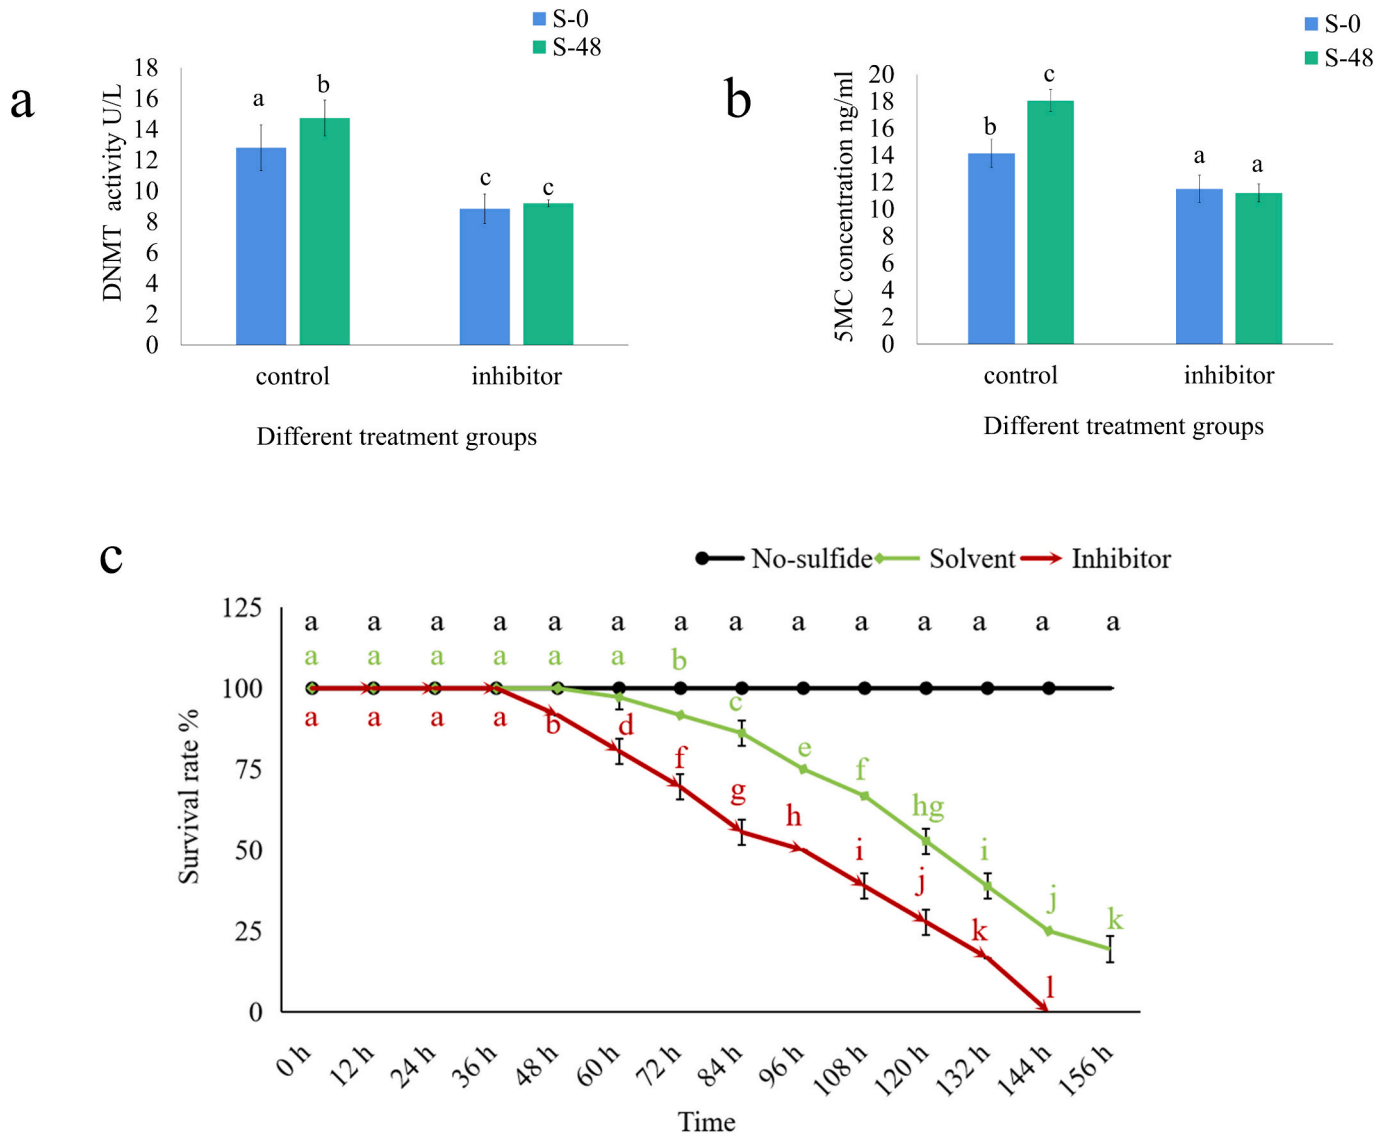 a
S-0
S-48
DNMT activity U/L
18
16
14
12
10
8
6
4
2
0
a
b
c
c
control
inhibitor
Different treatment groups
b
S-0
S-48
5MC concentration ng/ml
20
18
16
14
12
10
8
6
4
2
0
b
c
a
a
control
inhibitor
Different treatment groups
c
No-sulfide Solvent Inhibitor
Survival rate %
125
100
75
50
25
0
a a a a a a a a a a a a a a
a a a a a a b c e f hg i j k
a a a a b d f g h i j k l
0 h 12 h 24 h 36 h 48 h 60 h 72 h 84 h 96 h 108 h 120 h 132 h 144 h 156 h
Time